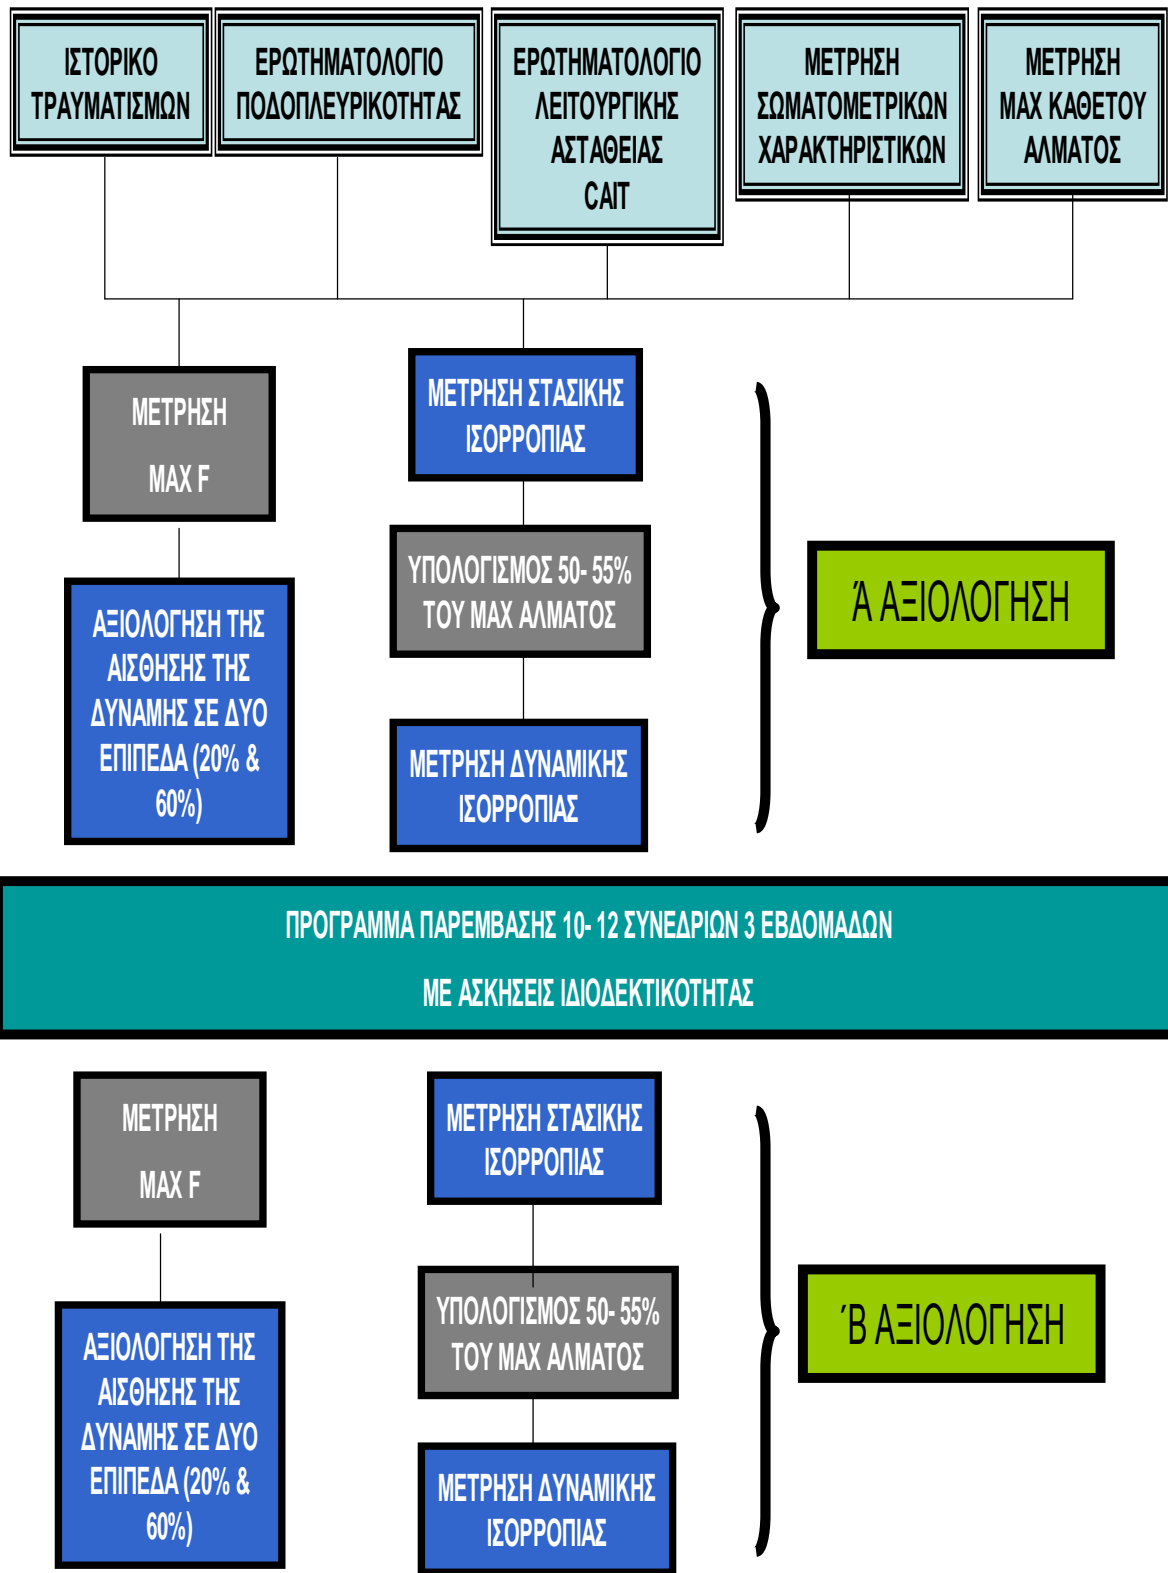 ΙΣΤΟΡΙΚΟ
ΤΡΑΥΜΑΤΙΣΜΩΝ
ΕΡΩΤΗΜΑΤΟΛΟΓΙΟ
ΠΟΔΟΠΛΕΥΡΙΚΟΤΗΤΑΣ
ΕΡΩΤΗΜΑΤΟΛΟΓΙΟ
ΛΕΙΤΟΥΡΓΙΚΗΣ
ΑΣΤΑΘΕΙΑΣ
CAIT
ΜΕΤΡΗΣΗ
ΣΩΜΑΤΟΜΕΤΡΙΚΩΝ
ΧΑΡΑΚΤΗΡΙΣΤΙΚΩΝ
ΜΕΤΡΗΣΗ
MAX ΚΑΘΕΤΟΥ
ΑΛΜΑΤΟΣ
ΜΕΤΡΗΣΗ
MAX F
ΑΞΙΟΛΟΓΗΣΗ ΤΗΣ
ΑΙΣΘΗΣΗΣ ΤΗΣ
ΔΥΝΑΜΗΣ ΣΕ ΔΥΟ
ΕΠΙΠΕΔΑ (20% &
60%)
ΜΕΤΡΗΣΗ ΣΤΑΣΙΚΗΣ
ΙΣΟΡΡΟΠΙΑΣ
ΥΠΟΛΟΓΙΣΜΟΣ 50- 55%
ΤΟΥ MAX ΑΛΜΑΤΟΣ
ΜΕΤΡΗΣΗ ΔΥΝΑΜΙΚΗΣ
ΙΣΟΡΡΟΠΙΑΣ
Ά ΑΞΙΟΛΟΓΗΣΗ
ΠΡΟΓΡΑΜΜΑ ΠΑΡΕΜΒΑΣΗΣ 10- 12 ΣΥΝΕΔΡΙΩΝ 3 ΕΒΔΟΜΑΔΩΝ
ΜΕ ΑΣΚΗΣΕΙΣ ΙΔΙΟΔΕΚΤΙΚΟΤΗΤΑΣ
ΜΕΤΡΗΣΗ
MAX F
ΑΞΙΟΛΟΓΗΣΗ ΤΗΣ
ΑΙΣΘΗΣΗΣ ΤΗΣ
ΔΥΝΑΜΗΣ ΣΕ ΔΥΟ
ΕΠΙΠΕΔΑ (20% &
60%)
ΜΕΤΡΗΣΗ ΣΤΑΣΙΚΗΣ
ΙΣΟΡΡΟΠΙΑΣ
ΥΠΟΛΟΓΙΣΜΟΣ 50- 55%
ΤΟΥ MAX ΑΛΜΑΤΟΣ
ΜΕΤΡΗΣΗ ΔΥΝΑΜΙΚΗΣ
ΙΣΟΡΡΟΠΙΑΣ
΄Β ΑΞΙΟΛΟΓΗΣΗ